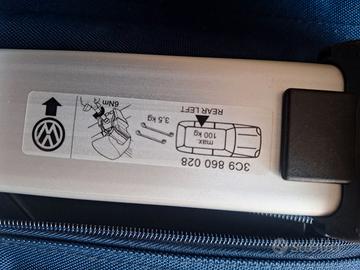 3C9 860 028
max.
100 kg
REAR LEFT
3,5 kg
6Nm